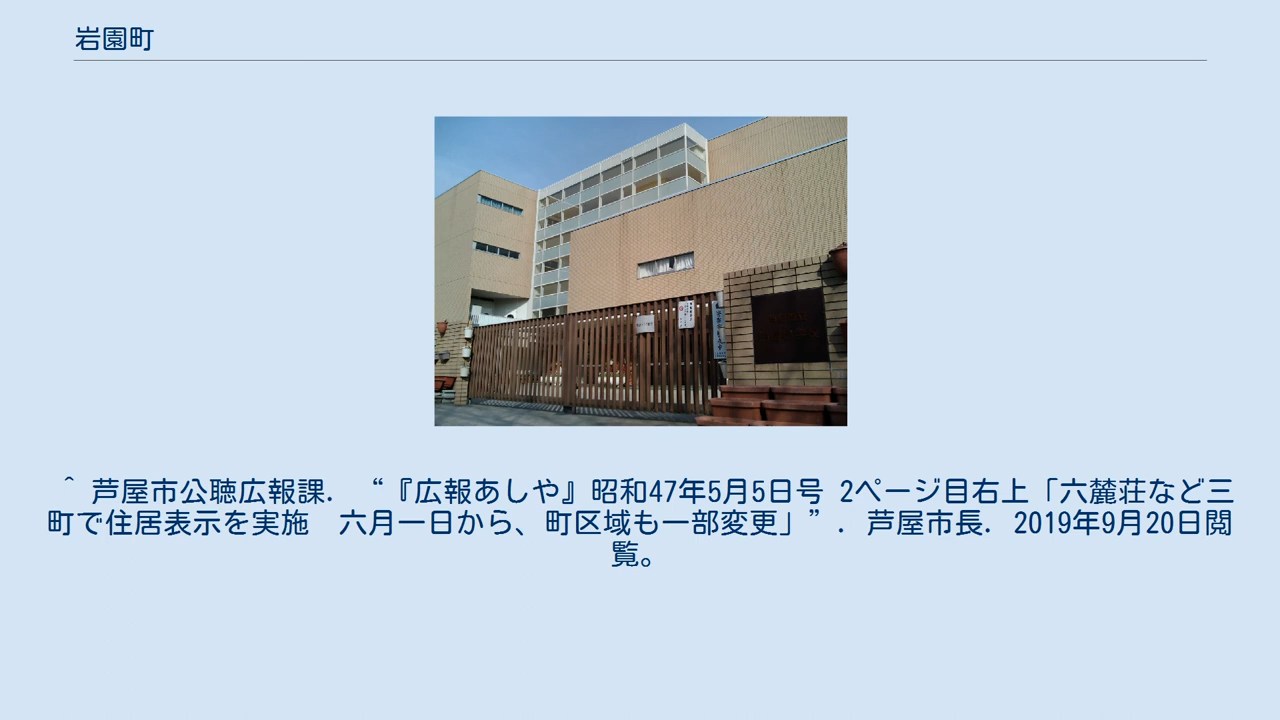 岩園町
^ 芦屋市公聴広報課. “『広報あしや』昭和47年5月5日号 2ページ目右上「六麓荘など三
町で住居表示を実施　六月一日から、町区域も一部変更」”. 芦屋市長. 2019年9月20日閲
覧。